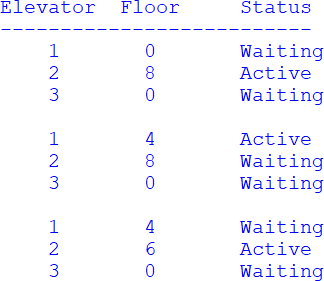 Elevator  Floor     Status
--------------------------
    1       0       Waiting
    2       8       Active
    3       0       Waiting

    1       4       Active
    2       8       Waiting
    3       0       Waiting

    1       4       Waiting
    2       6       Active
    3       0       Waiting